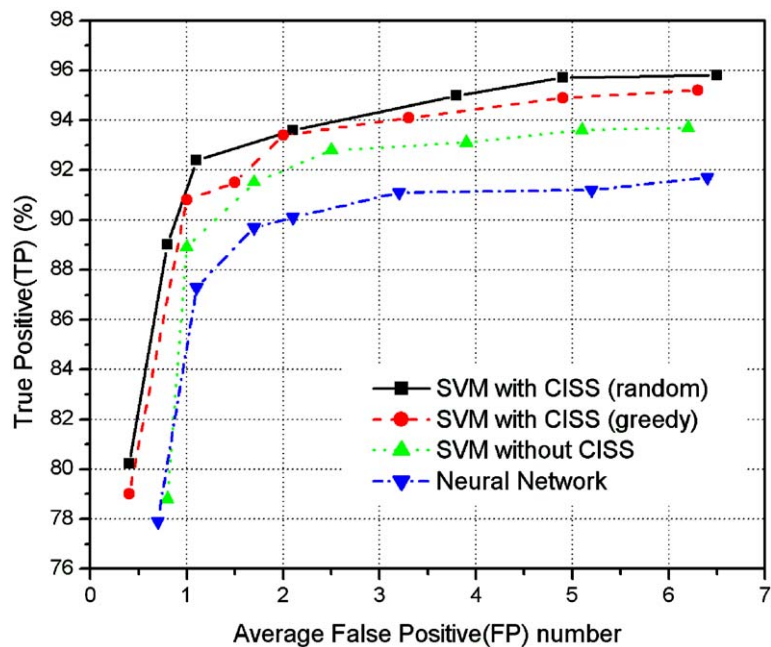 98
96
94
92
90
88
86
84
82
80
78
76
True Positive(TP) (%)
SVM with CISS (random)
SVM with CISS (greedy)
SVM without CISS
Neural Network
0 1 2 3 4 5 6 7
Average False Positive(FP) number